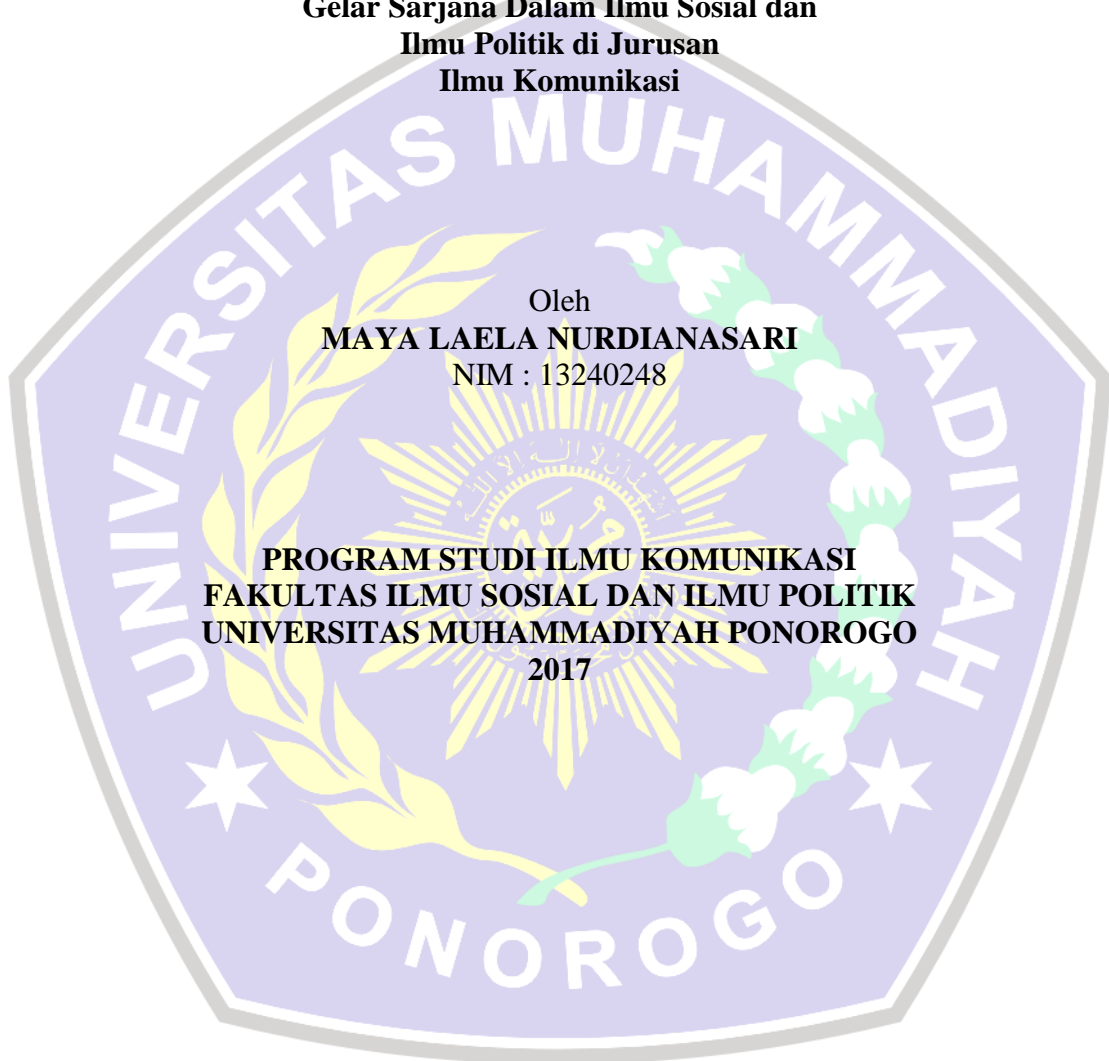 Gelar Sarjana Dalam Ilmu Sosial dan
Ilmu Politik di Jurusan
Ilmu Komunikasi
UNIVERSITAS MUHAMMADIYAH
Oleh
MAYA LAELA NURDIANASARI
NIM : 13240248
PROGRAM STUDI ILMU KOMUNIKASI
FAKULTAS ILMU SOSIAL DAN ILMU POLITIK
UNIVERSITAS MUHAMMADIYAH PONOROGO
2017
PONOROGO